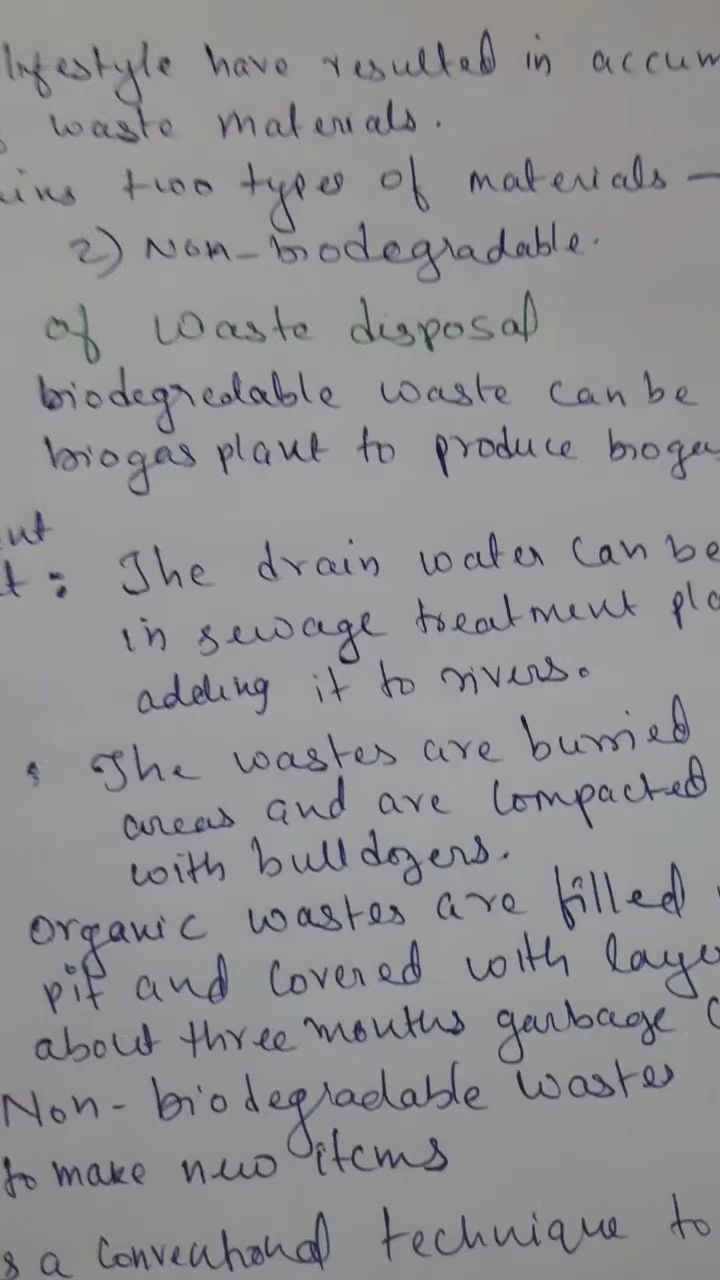 lifestyle have resulted in accum
waste materials.
ins two types of materials —
2) Non-biodegradable.
of waste disposal
biodegredable waste can be
biogas plant to produce bioga
nt
t : The drain water can be
in sewage treatment pla
adding it to rivers.
: The wastes are burried
areas and are compacted
with bulldozers.
Organic wastes are filled
pit and covered with laye
about three months garbage
Non-biodegradable wastes
to make new items
s a conventional technique to